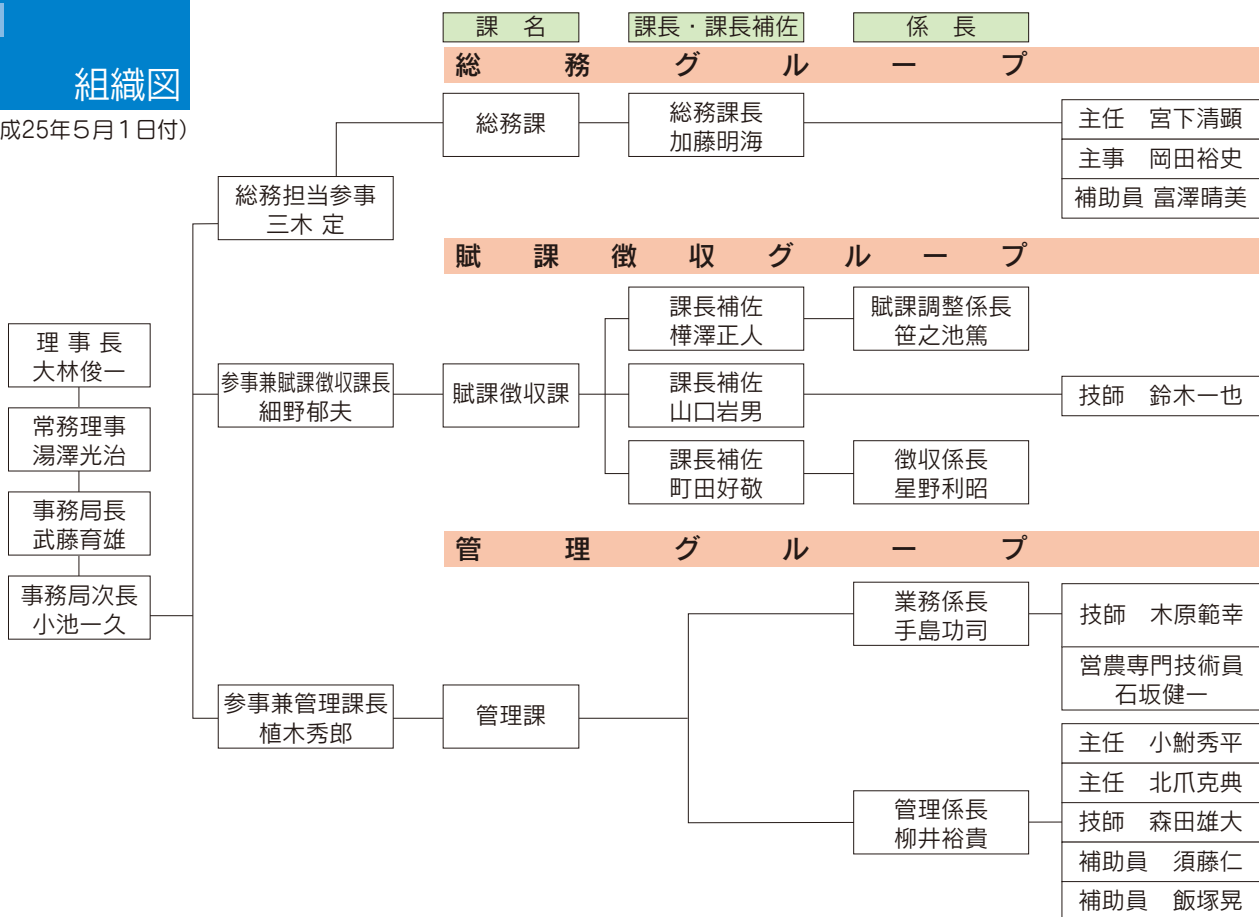 組織図
成25年5月1日付)
課 名
課長・課長補佐
係 長
総務グループ
総務課
総務課長
加藤明海
主任 宮下清顕
主事 岡田裕史
補助員 富澤晴美
総務担当参事
三木 定
賦課徴収グループ
課長補佐
樺澤正人
賦課調整係長
笹之池篤
理 事 長
大林俊一
常務理事
湯澤光治
事務局長
武藤育雄
事務局次長
小池一久
参事兼賦課徴収課長
細野郁夫
賦課徴収課
課長補佐
山口岩男
技師 鈴木一也
課長補佐
町田好敬
徴収係長
星野利昭
管理グループ
参事兼管理課長
植木秀郎
管理課
業務係長
手島功司
技師 木原範幸
営農専門技術員
石坂健一
管理係長
柳井裕貴
主任 小鮒秀平
主任 北爪克典
技師 森田雄大
補助員 須藤仁
補助員 飯塚晃